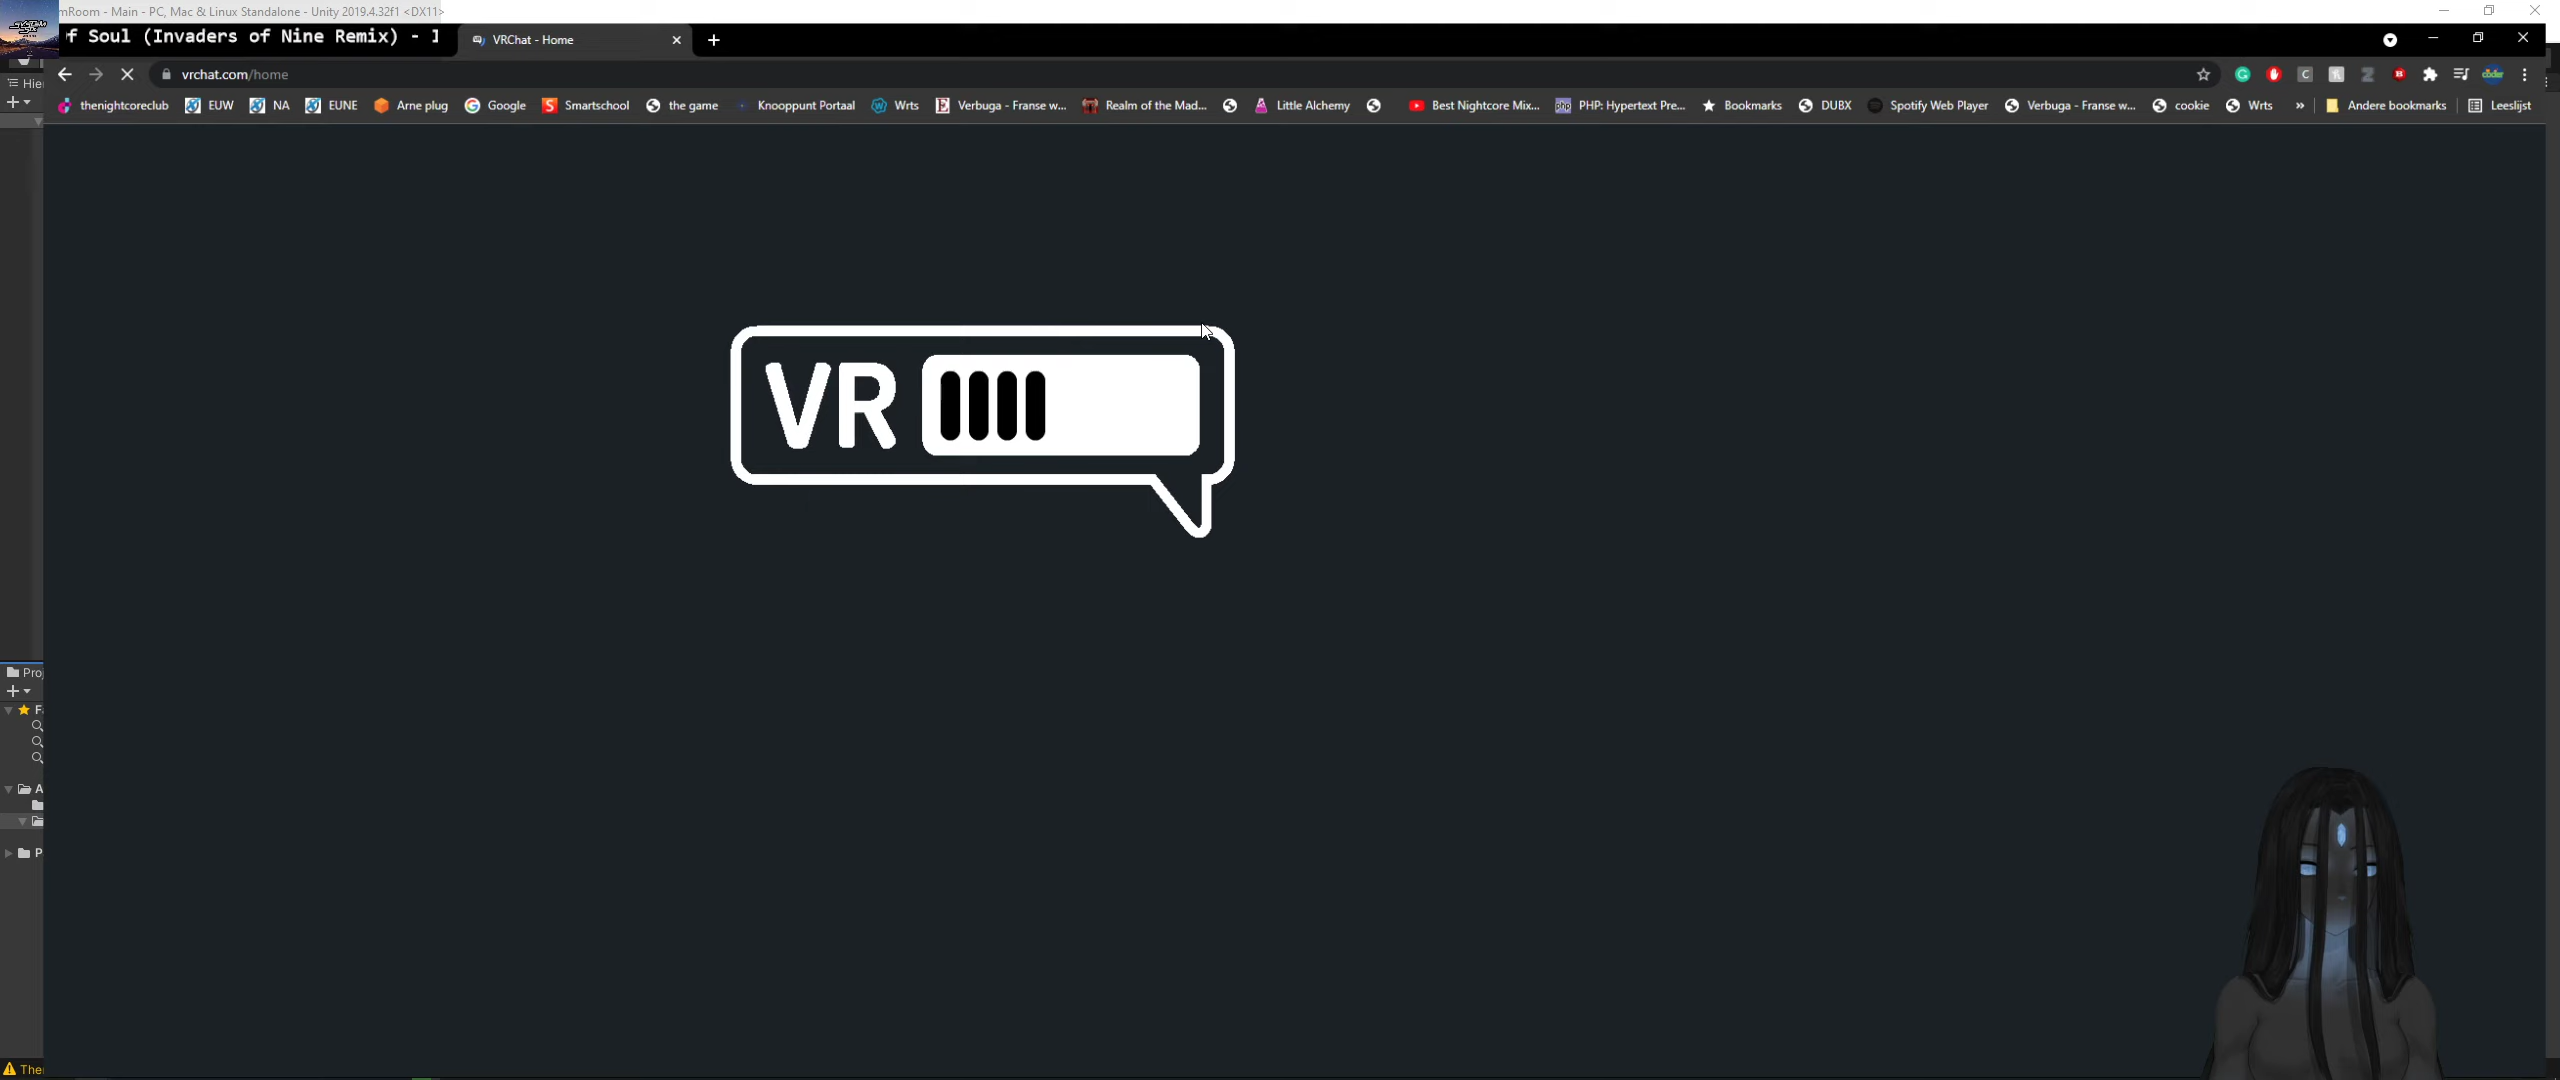 mRoom - Main - PC, Mac & Linux Standalone - Unity 2019.4.32f1 <DX11>
f Soul (Invaders of Nine Remix) - I
VRChat - Home
vrchat.com/home
Hie
thenightcoreclub EUW NA EUNE Arne plug Google Smartschool the game Knooppunt Portaal Wrts Verbuga - Franse w... Realm of the Mad... Little Alchemy Best Nightcore Mix... PHP: Hypertext Pre... Bookmarks DUBX Spotify Web Player Verbuga - Franse w... cookie Wrts » Andere bookmarks Leeslijst
VR
Proj
F
A
P
The